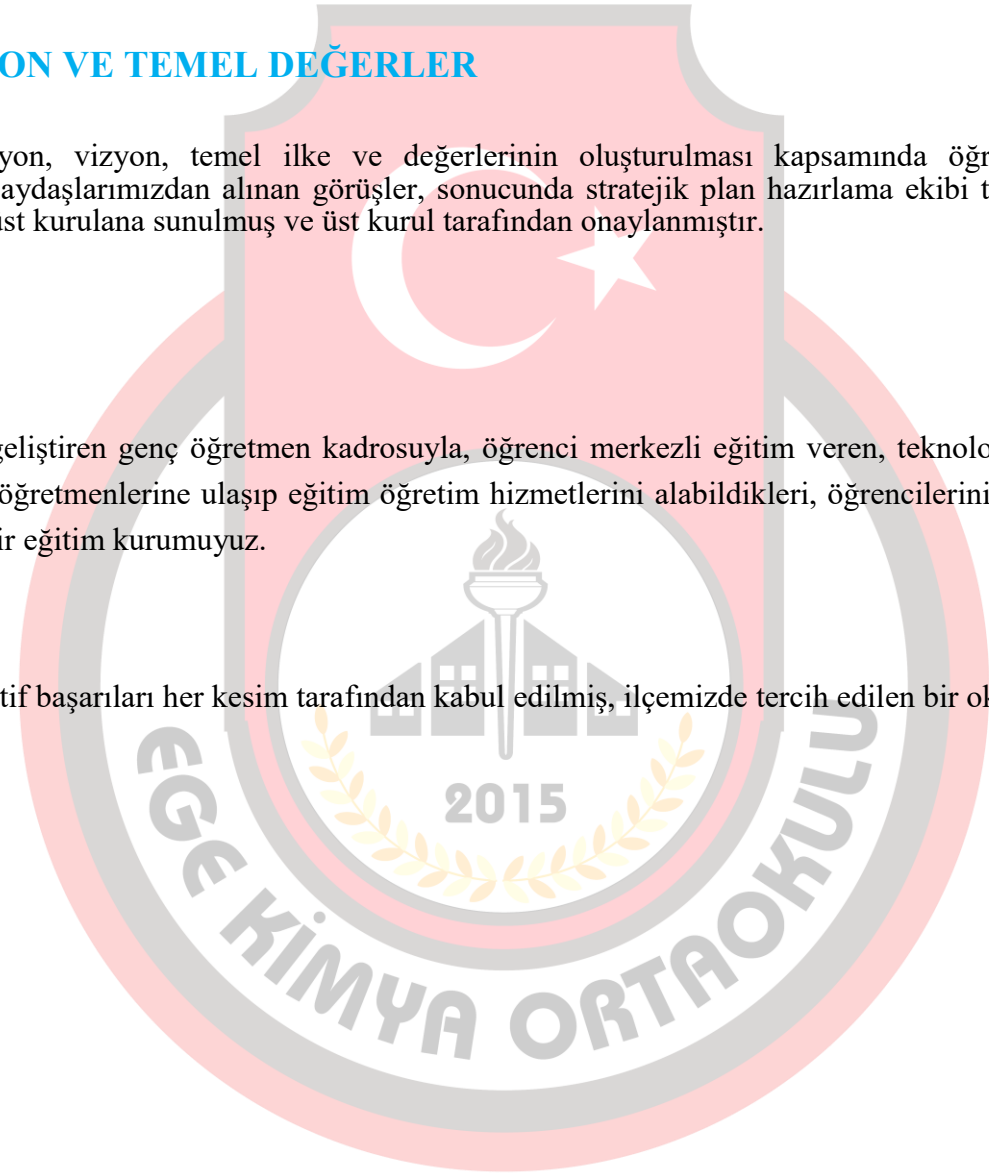 ON VE TEMEL DEĞERLER
yon, vizyon, temel ilke ve değerlerinin oluşturulması kapsamında öğr
aydaşlarımızdan alınan görüşler, sonucunda stratejik plan hazırlama ekibi t
üst kurulana sunulmuş ve üst kurul tarafından onaylanmıştır.
geliştiren genç öğretmen kadrosuyla, öğrenci merkezli eğitim veren, teknolo
öğretmenlerine ulaşıp eğitim öğretim hizmetlerini alabildikleri, öğrencilerini
ir eğitim kurumuyuz.
tif başarıları her kesim tarafından kabul edilmiş, ilçemizde tercih edilen bir ok
2015
EGE KİMYA ORTAOKULU